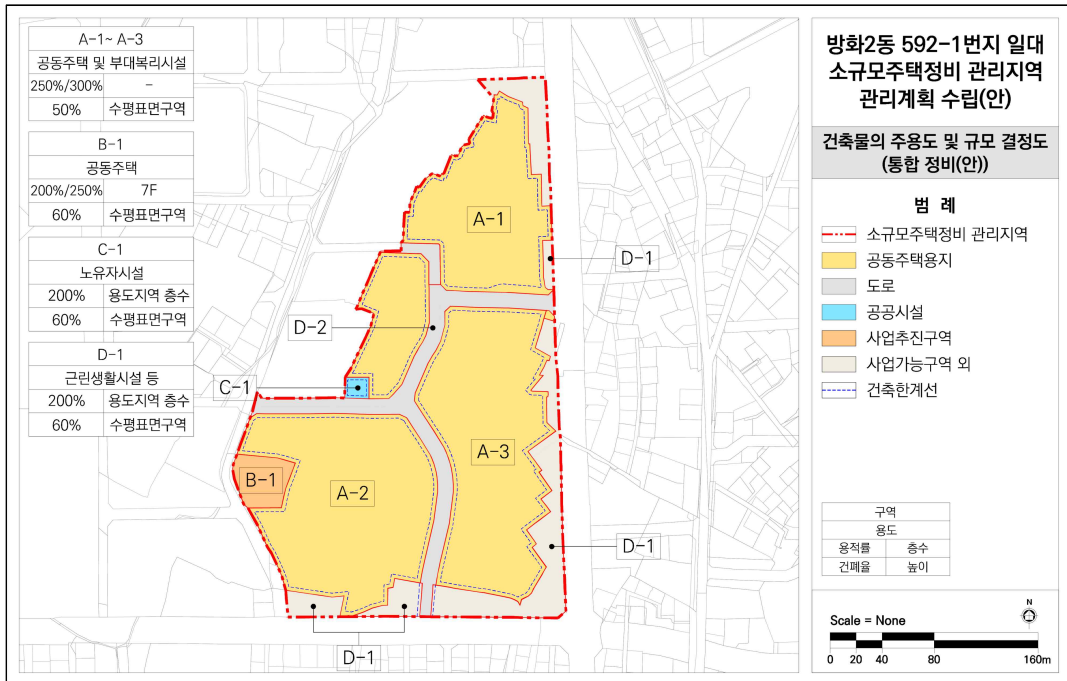 A-1~ A-3
공동주택 및 부대복리시설
250%/300% -
50% 수평표면구역
B-1
공동주택
200%/250% 7F
60% 수평표면구역
C-1
노유자시설
200% 용도지역 층수
60% 수평표면구역
D-1
근린생활시설 등
200% 용도지역 층수
60% 수평표면구역
A-1
D-1
D-2
C-1
A-3
B-1
A-2
D-1
D-1
방화2동 592-1번지 일대
소규모주택정비 관리지역
관리계획 수립(안)
건축물의 주용도 및 규모 결정도
(통합 정비(안))
범 례
소규모주택정비 관리지역
공동주택용지
도로
공공시설
사업추진구역
사업가능구역 외
건축한계선
구역
용도
용적률 층수
건폐율 높이
Scale = None
N
0 20 40 80 160m